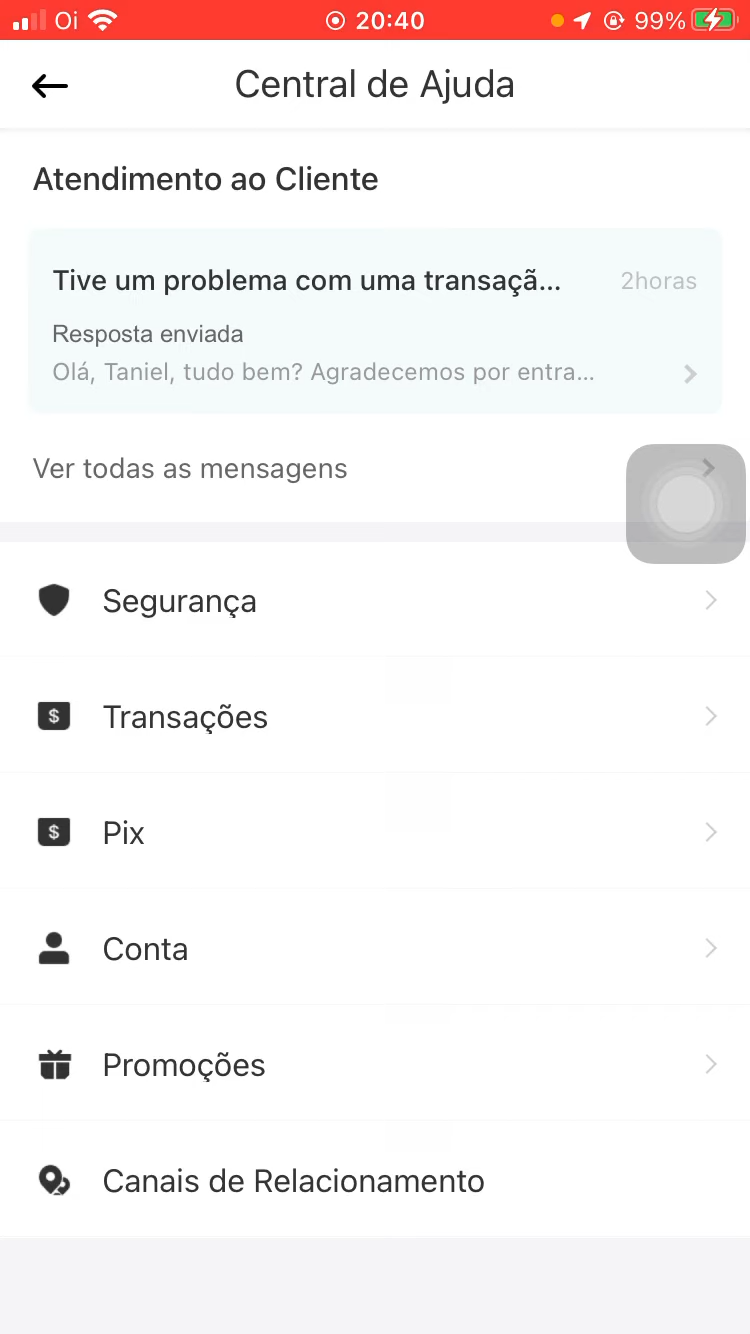 Oi 20:40 99%
Central de Ajuda
Atendimento ao Cliente
Tive um problema com uma transaçã... 2horas
Resposta enviada
Olá, Taniel, tudo bem? Agradecemos por entra...
Ver todas as mensagens
Segurança
$ Transações
$ Pix
Conta
Promoções
Canais de Relacionamento